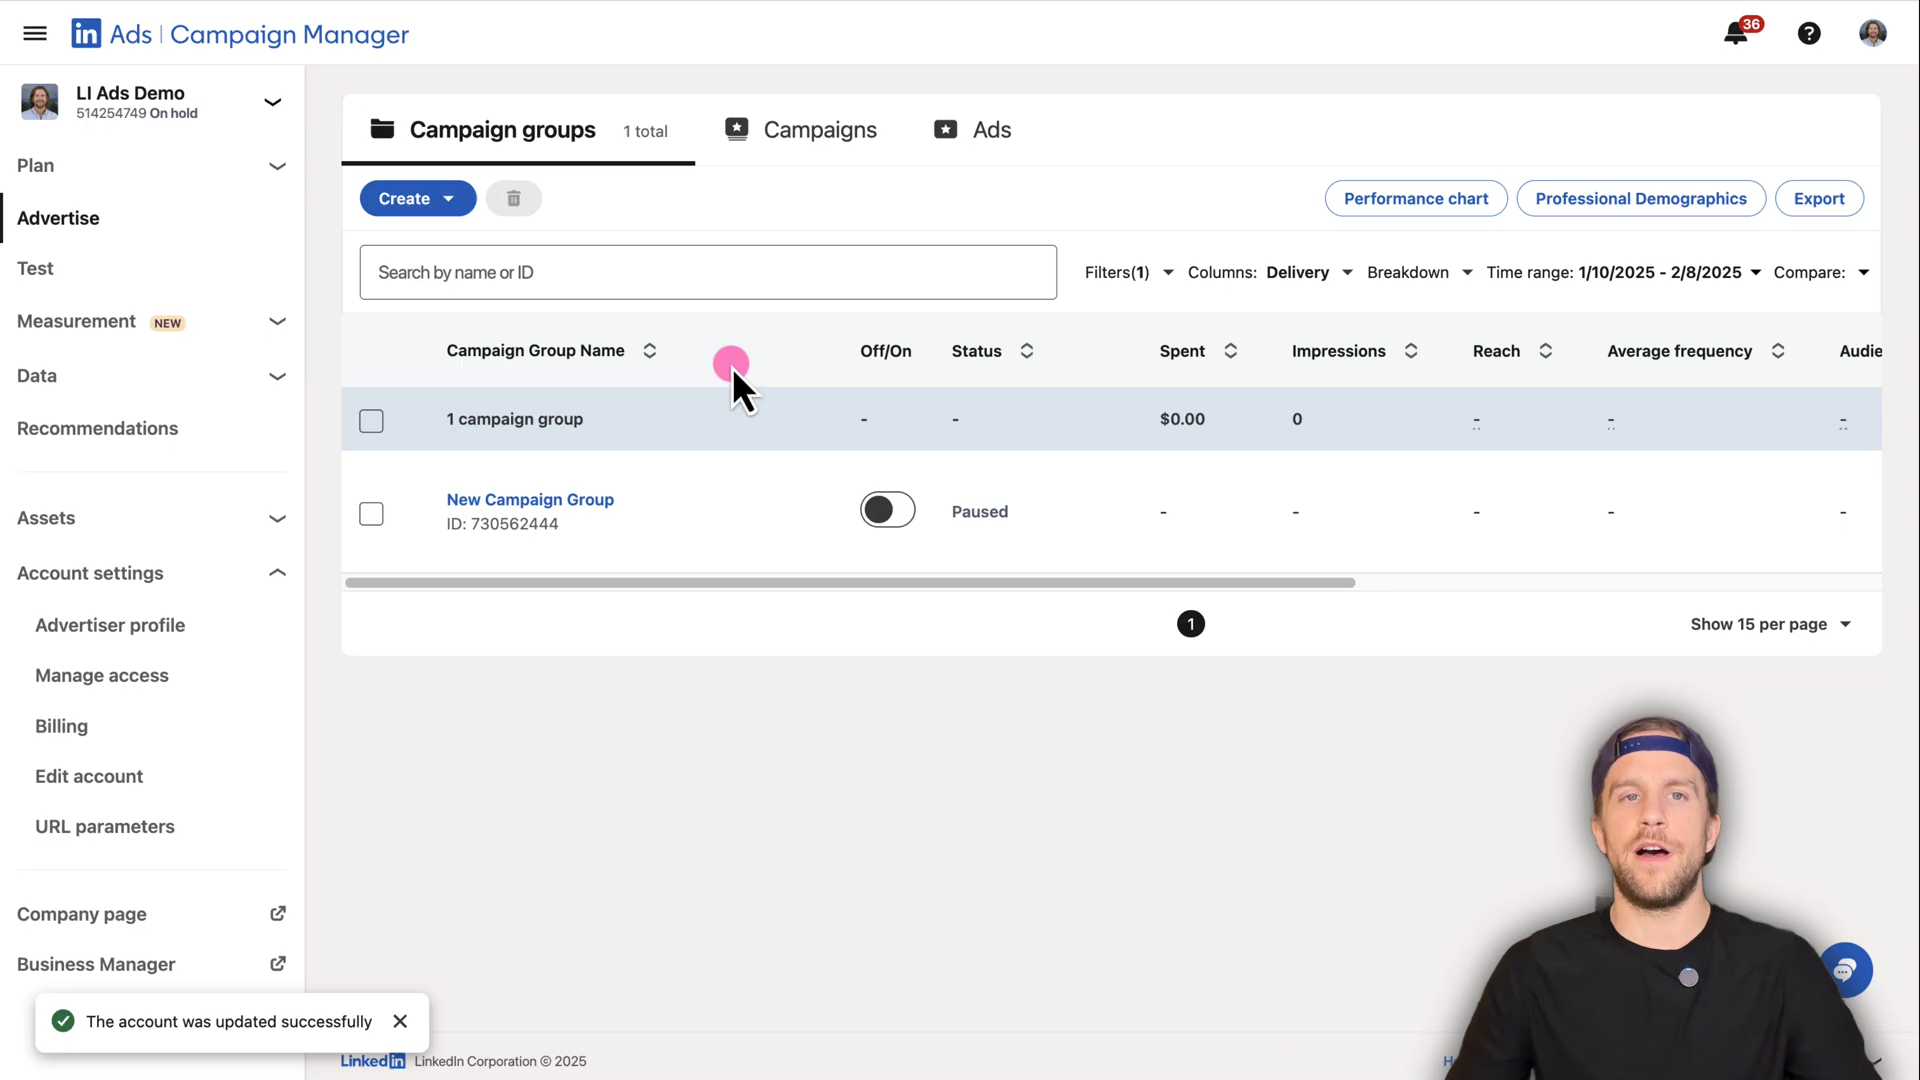 in Ads | Campaign Manager
36
?
LI Ads Demo
514254749 On hold
Plan
Advertise
Test
Measurement NEW
Data
Recommendations
Assets
Account settings
Advertiser profile
Manage access
Billing
Edit account
URL parameters
Company page
Business Manager
The account was updated successfully
Campaign groups 1 total
Campaigns
Ads
Create
Performance chart
Professional Demographics
Export
Search by name or ID
Filters(1)
Columns: Delivery
Breakdown
Time range: 1/10/2025 - 2/8/2025
Compare:
Campaign Group Name Off/On Status Spent Impressions Reach Average frequency Audie
1 campaign group - - $0.00 0 - - -
New Campaign Group
ID: 730562444
Paused - - - - -
1
Show 15 per page
LinkedIn LinkedIn Corporation © 2025